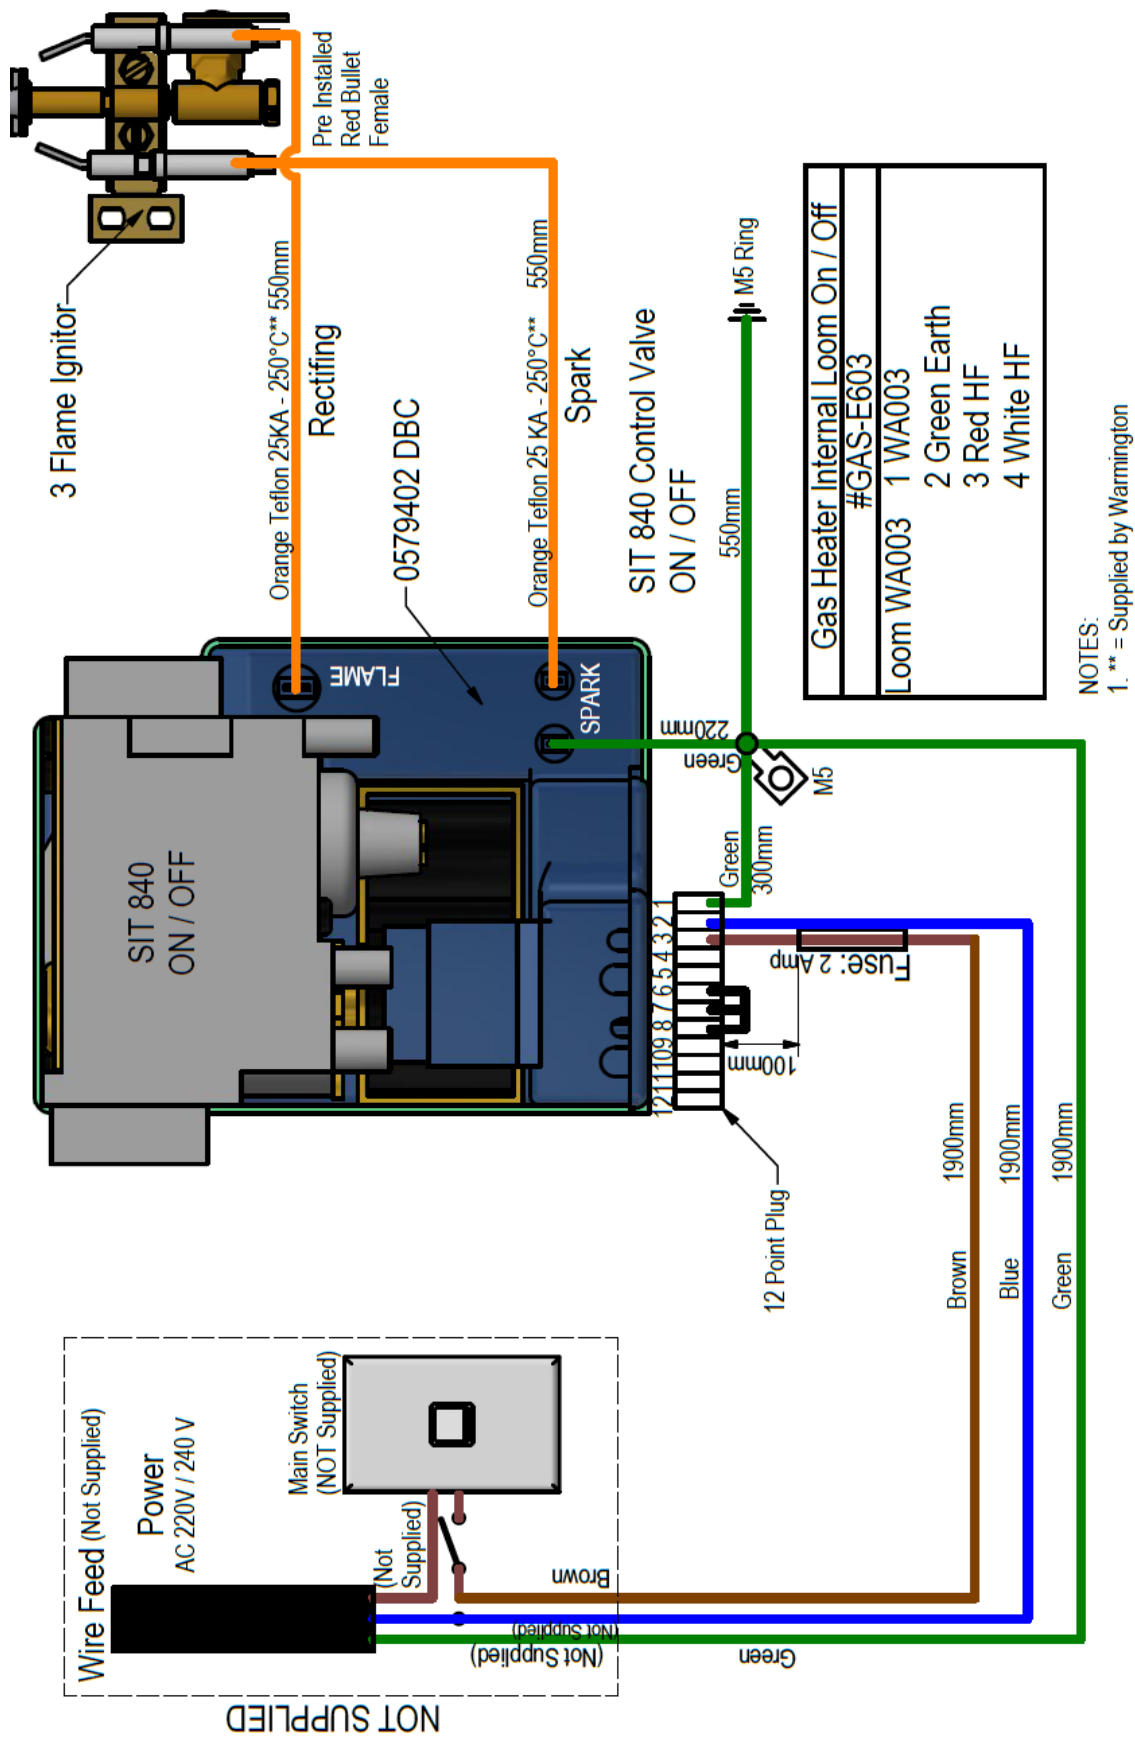 3 Flame Ignitor
Pre Installed
Red Bullet
Female
Orange Teflon 25KA - 250°C** 550mm
Rectifing
0579402 DBC
Orange Teflon 25 KA - 250°C** 550mm
Spark
SIT 840 Control Valve
ON / OFF
FLAME
SPARK
SIT 840
ON / OFF
220mm
Green
550mm
M5 Ring
M5
Green
300mm
1
2
3
4
5
6
7
8
9
10
11
12
Fuse: 2 Amp
100mm
12 Point Plug
Brown 1900mm
Blue 1900mm
Green 1900mm
Gas Heater Internal Loom On / Off
#GAS-E603
Loom WA003 1 WA003
2 Green Earth
3 Red HF
4 White HF
NOTES:
1. ** = Supplied by Warmington
Wire Feed (Not Supplied)
Power
AC 220V / 240 V
Main Switch
(NOT Supplied)
(Not
Supplied)
Brown
(Not Supplied)
(Not Supplied)
Green
NOT SUPPLIED